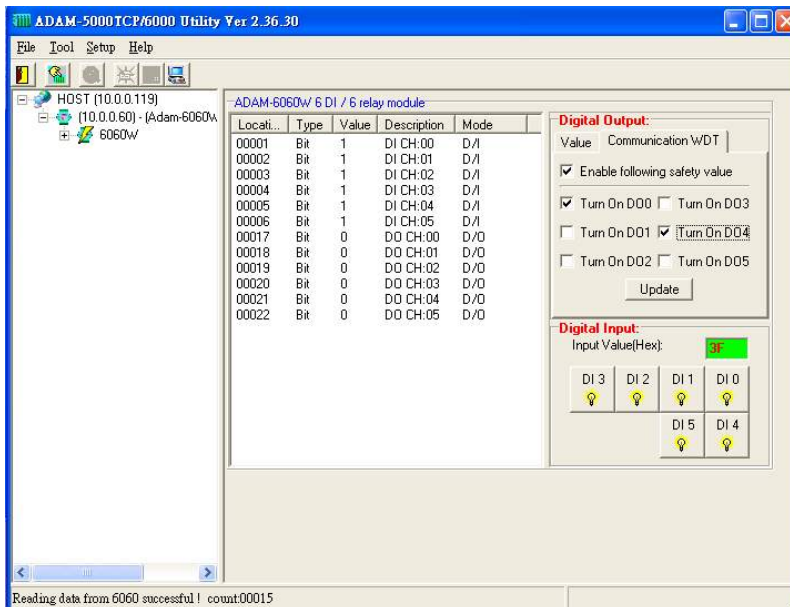 ADAM-5000TCP/6000 Utility Ver 2.36.30
File Tool Setup Help
HOST (10.0.0.119)
(10.0.0.60) - (Adam-6060W
6060W
ADAM-6060W 6 DI / 6 relay module
Locati... Type Value Description Mode
00001 Bit 1 DI CH:00 D/I
00002 Bit 1 DI CH:01 D/I
00003 Bit 1 DI CH:02 D/I
00004 Bit 1 DI CH:03 D/I
00005 Bit 1 DI CH:04 D/I
00006 Bit 1 DI CH:05 D/I
00017 Bit 0 DO CH:00 D/O
00018 Bit 0 DO CH:01 D/O
00019 Bit 0 DO CH:02 D/O
00020 Bit 0 DO CH:03 D/O
00021 Bit 0 DO CH:04 D/O
00022 Bit 0 DO CH:05 D/O
Digital Output:
Value Communication WDT
Enable following safety value
Turn On DO0 Turn On DO3
Turn On DO1 Turn On DO4
Turn On DO2 Turn On DO5
Update
Digital Input:
Input Value(Hex): 3F
DI 3 DI 2 DI 1 DI 0
DI 5 DI 4
Reading data from 6060 successful ! count:00015